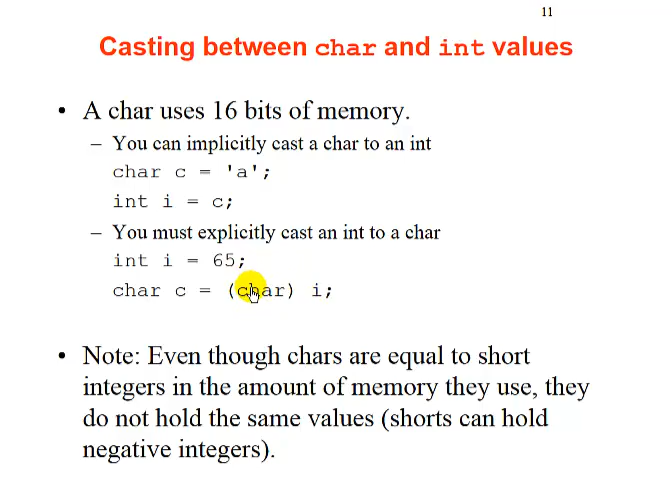 11
Casting between char and int values
• A char uses 16 bits of memory.
– You can implicitly cast a char to an int
char c = 'a';
int i = c;
– You must explicitly cast an int to a char
int i = 65;
char c = (char) i;
• Note: Even though chars are equal to short
integers in the amount of memory they use, they
do not hold the same values (shorts can hold
negative integers).